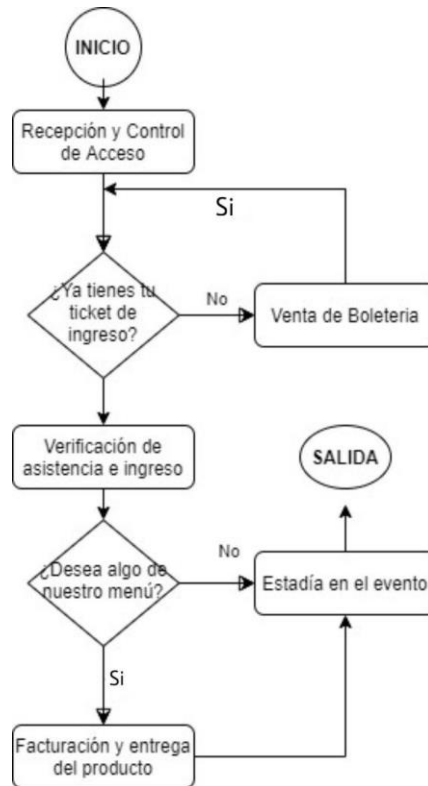 INICIO
Recepción y Control
de Acceso
Si
¿Ya tienes tu
ticket de
ingreso?
No
Venta de Boleteria
Verificación de
asistencia e ingreso
SALIDA
¿Desea algo de
nuestro menú?
No
Estadía en el evento
Si
Facturación y entrega
del producto